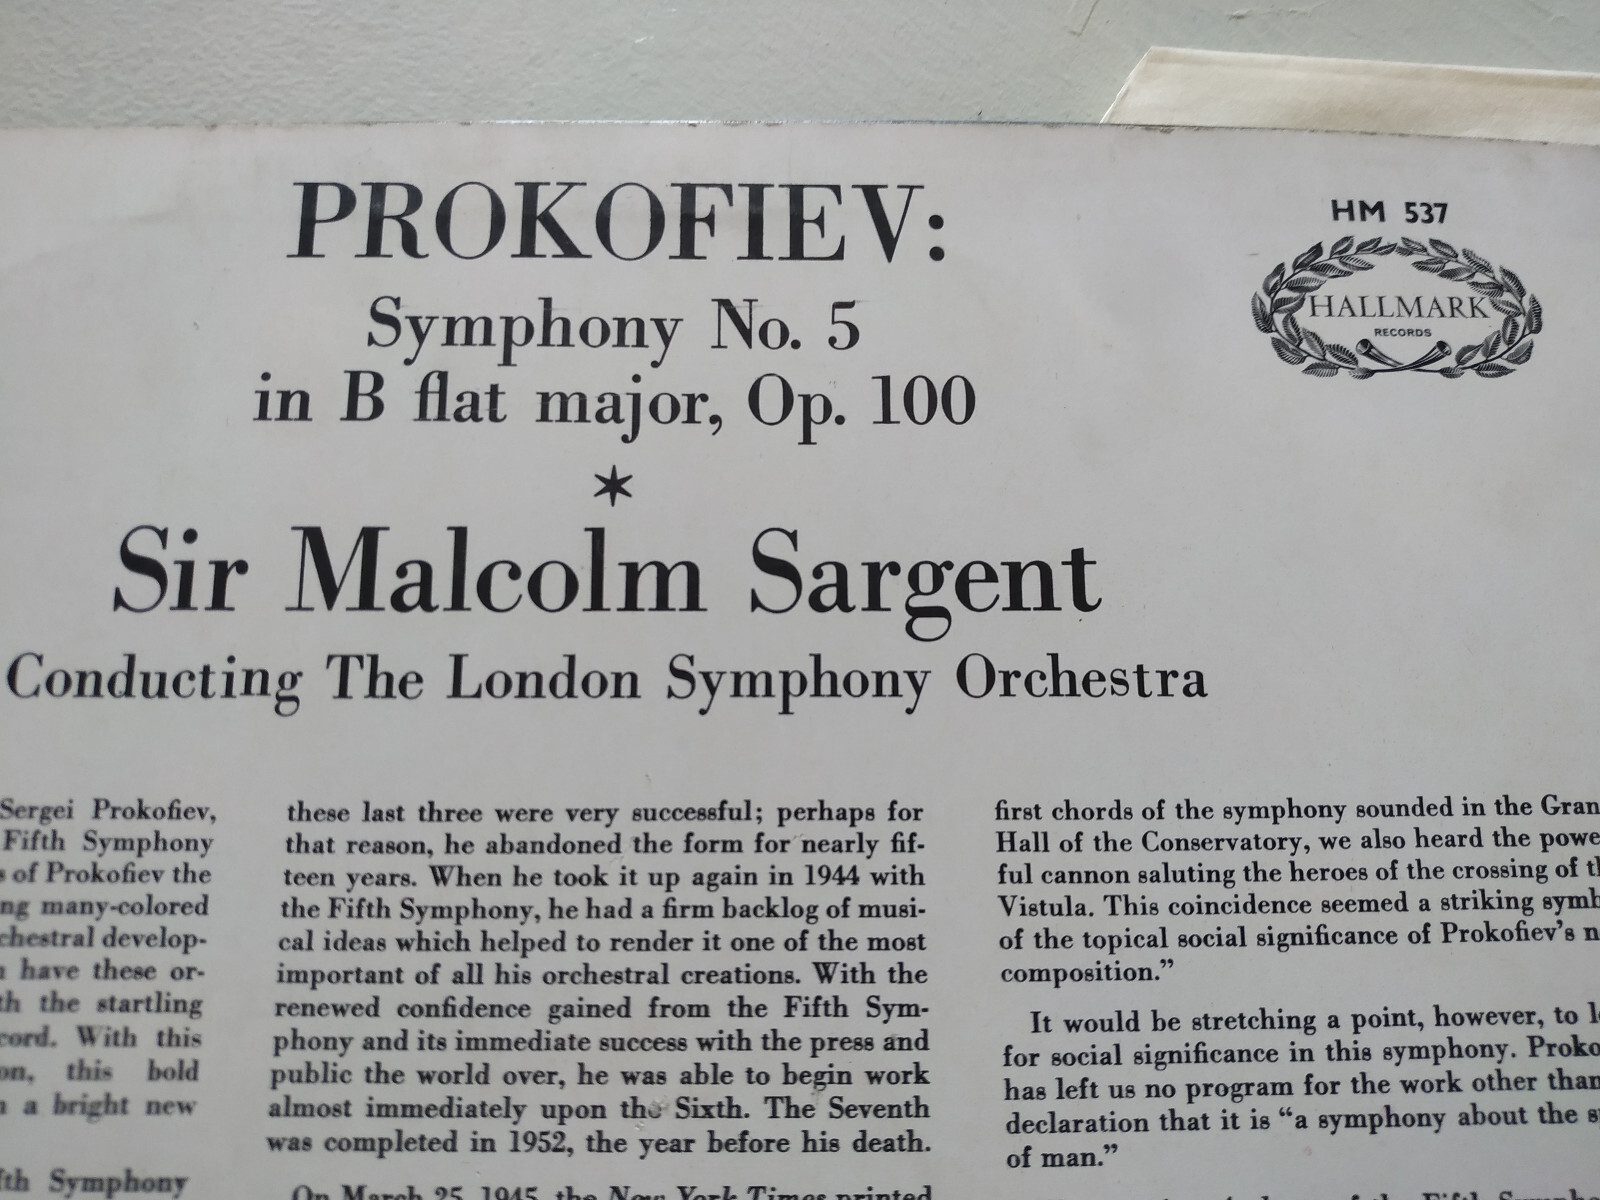 PROKOFIEV:
Symphony No. 5
in B flat major, Op. 100
*
Sir Malcolm Sargent
Conducting The London Symphony Orchestra
HM 537
HALLMARK
RECORDS
Sergei Prokofiev,
Fifth Symphony
of Prokofiev the
many-colored
develop-
have these or-
the startling
With this
this bold
a bright new
Symphony
these last three were very successful; perhaps for
that reason, he abandoned the form for nearly fif-
teen years. When he took it up again in 1944 with
the Fifth Symphony, he had a firm backlog of musi-
cal ideas which helped to render it one of the most
important of all his orchestral creations. With the
renewed confidence gained from the Fifth Sym-
phony and its immediate success with the press and
public the world over, he was able to begin work
almost immediately upon the Sixth. The Seventh
was completed in 1952, the year before his death.
On March 25, 1945, the New York Times printed
first chords of the symphony sounded in the
Hall of the Conservatory, we also heard the
ful cannon saluting the heroes of the crossing of
Vistula. This coincidence seemed a striking
of the topical social significance of Prokofiev's
composition."
It would be stretching a point, however, to
for social significance in this symphony.
has left us no program for the work other than
declaration that it is "a symphony about the
of man."